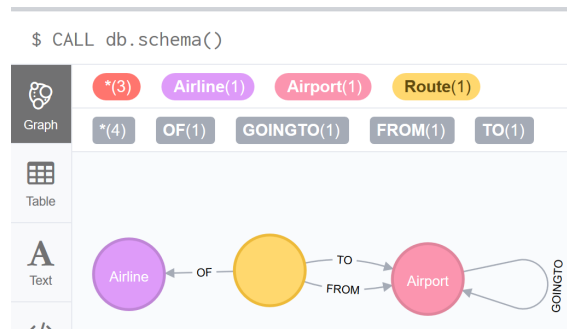 $ CALL db.schema()
*(3) Airline(1) Airport(1) Route(1)
*(4) OF(1) GOINGTO(1) FROM(1) TO(1)
Graph
Table
A
Text
</>
Airline
OF
TO
FROM
Airport
GOINGTO